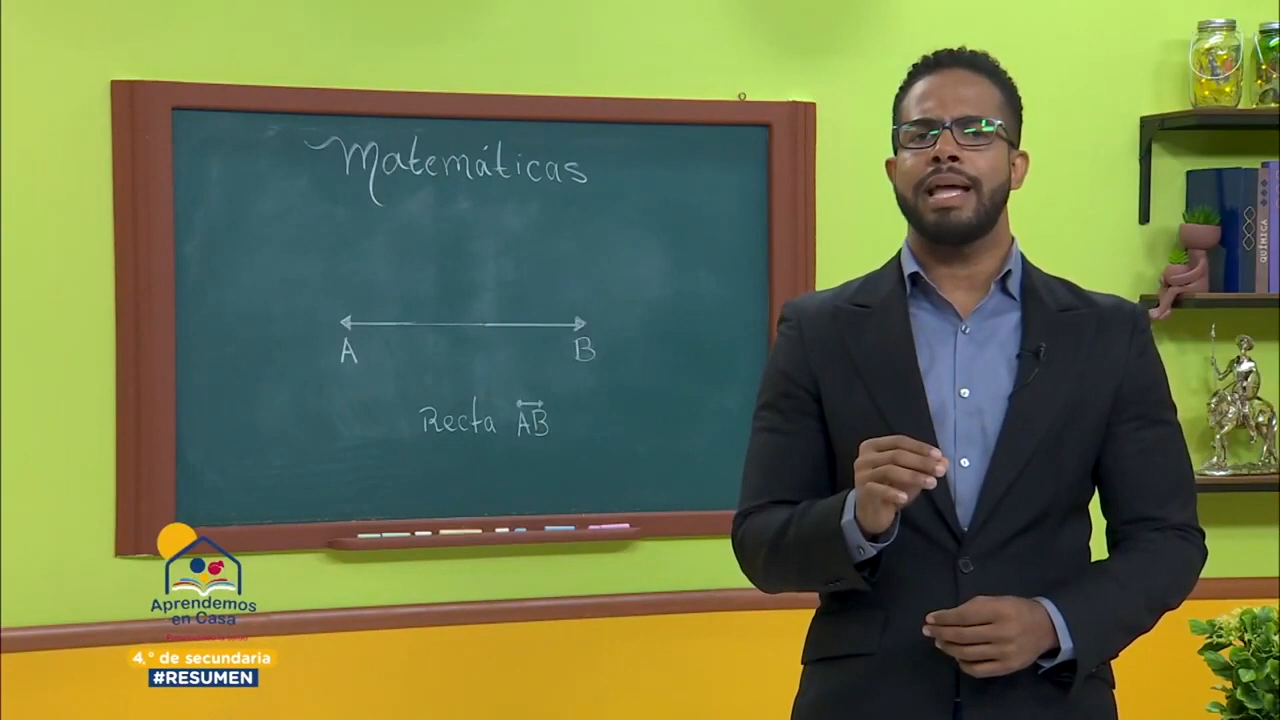 Matemáticas
A B
Recta AB
QUÍMICA
Aprendemos
en Casa
4.° de secundaria
#RESUMEN